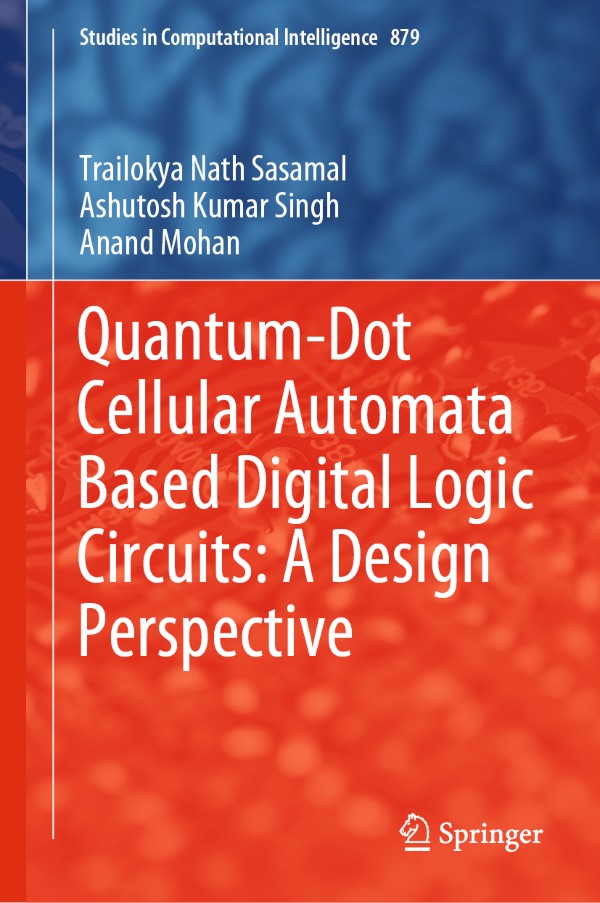 Studies in Computational Intelligence 879
Trailokya Nath Sasamal
Ashutosh Kumar Singh
Anand Mohan
Quantum-Dot
Cellular Automata
Based Digital Logic
Circuits: A Design
Perspective
Springer